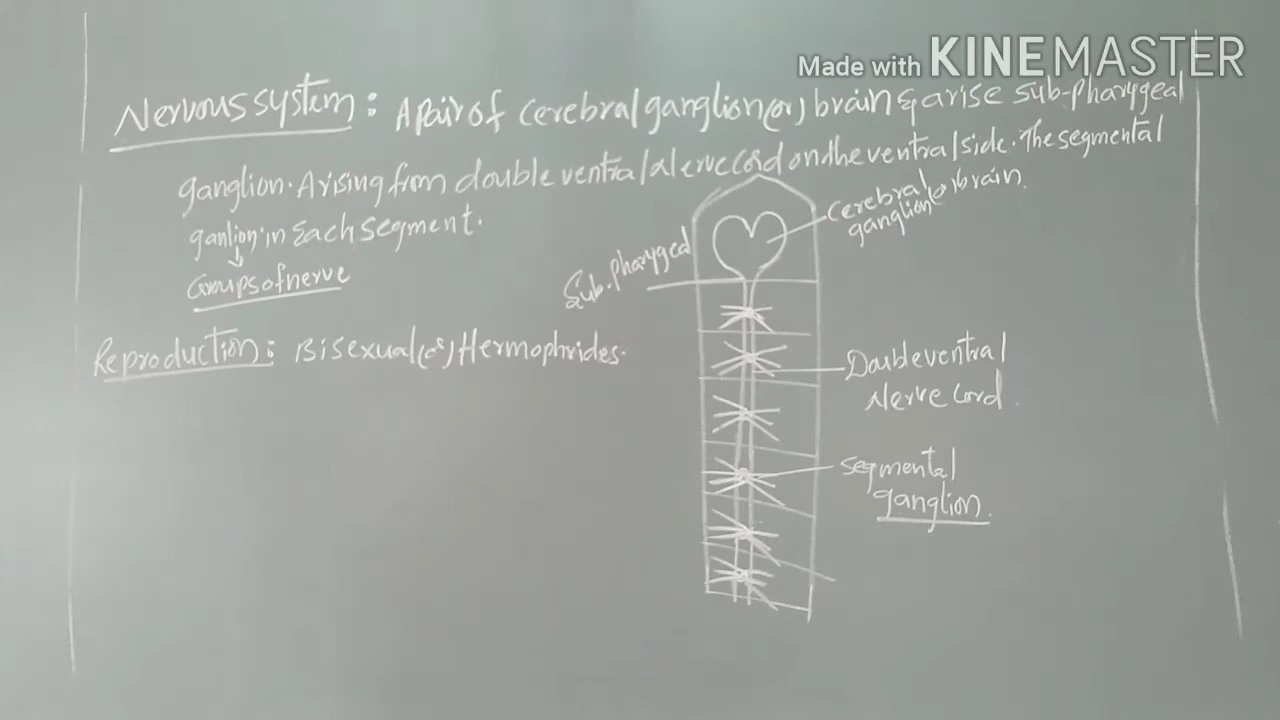 Made with KINEMASTER
Nervous system: A pair of cerebral ganglion (or) brain & arise sub-pharygeal
ganglion. Arising from double ventral Nerve cord on the ventral side. The segmental
ganlion in Each segment.
Groups of nerve
Cerebral
ganglion (or) brain
Sub-pharygeal
Reproduction: Bisexual (or) Hermophrides.
Double ventral
Nerve cord.
Segmental
ganglion.